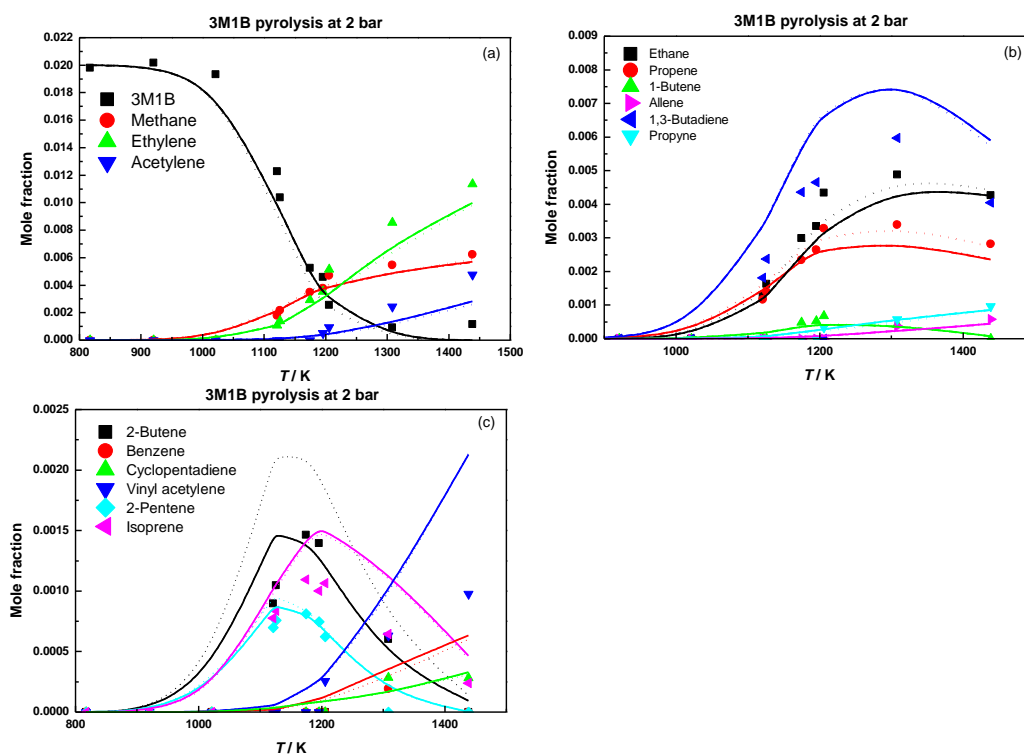 3M1B pyrolysis at 2 bar
(a)
0.022
0.020
0.018
0.016
0.014
0.012
0.010
0.008
0.006
0.004
0.002
0.000
Mole fraction
3M1B
Methane
Ethylene
Acetylene
800 900 1000 1100 1200 1300 1400 1500
T / K
3M1B pyrolysis at 2 bar
(b)
0.009
0.008
0.007
0.006
0.005
0.004
0.003
0.002
0.001
0.000
Mole fraction
Ethane
Propene
1-Butene
Allene
1,3-Butadiene
Propyne
1000 1200 1400
T / K
3M1B pyrolysis at 2 bar
(c)
0.0025
0.0020
0.0015
0.0010
0.0005
0.0000
Mole fraction
2-Butene
Benzene
Cyclopentadiene
Vinyl acetylene
2-Pentene
Isoprene
800 1000 1200 1400
T / K